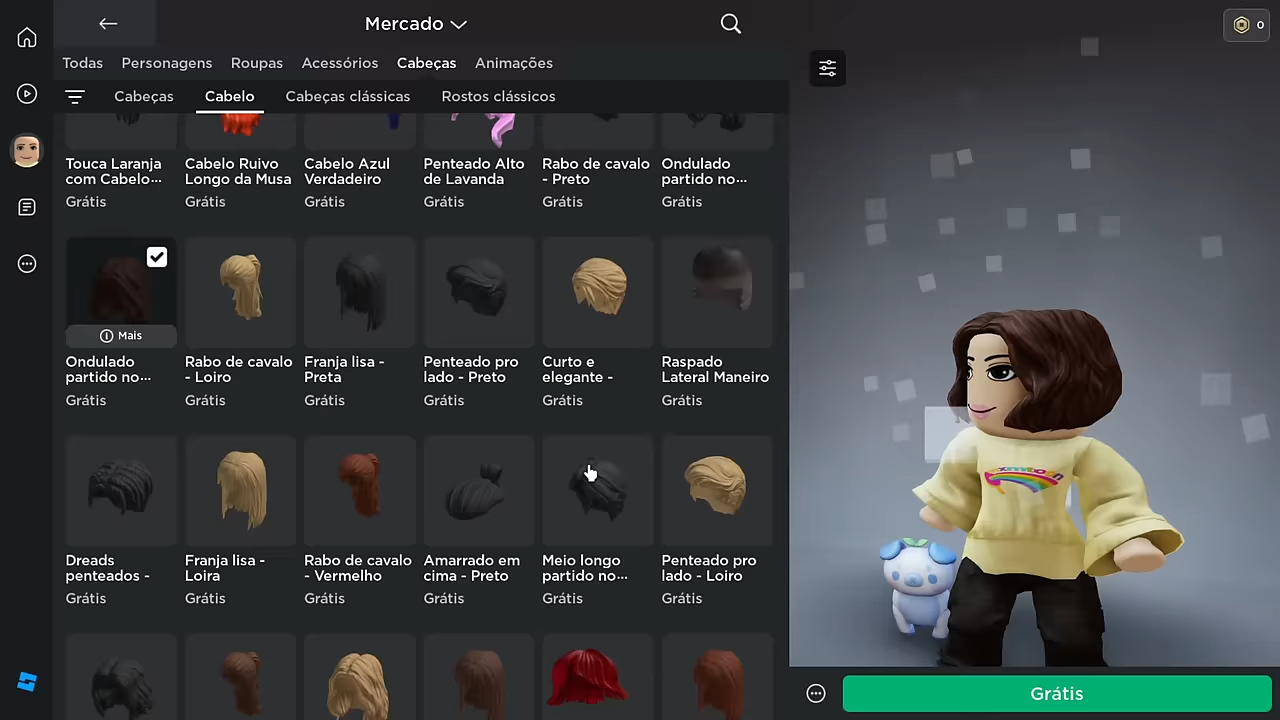 Mercado
0
Todas Personagens Roupas Acessórios Cabeças Animações
Cabeças Cabelo Cabeças clássicas Rostos clássicos
Touca Laranja
com Cabelo...
Grátis
Cabelo Ruivo
Longo da Musa
Grátis
Cabelo Azul
Verdadeiro
Grátis
Penteado Alto
de Lavanda
Grátis
Rabo de cavalo
- Preto
Grátis
Ondulado
partido no...
Grátis
Mais
Ondulado
partido no...
Grátis
Rabo de cavalo
- Loiro
Grátis
Franja lisa -
Preta
Grátis
Penteado pro
lado - Preto
Grátis
Curto e
elegante -
Grátis
Raspado
Lateral Maneiro
Grátis
Dreads
penteados -
Grátis
Franja lisa -
Loira
Grátis
Rabo de cavalo
- Vermelho
Grátis
Amarrado em
cima - Preto
Grátis
Meio longo
partido no...
Grátis
Penteado pro
lado - Loiro
Grátis
Grátis